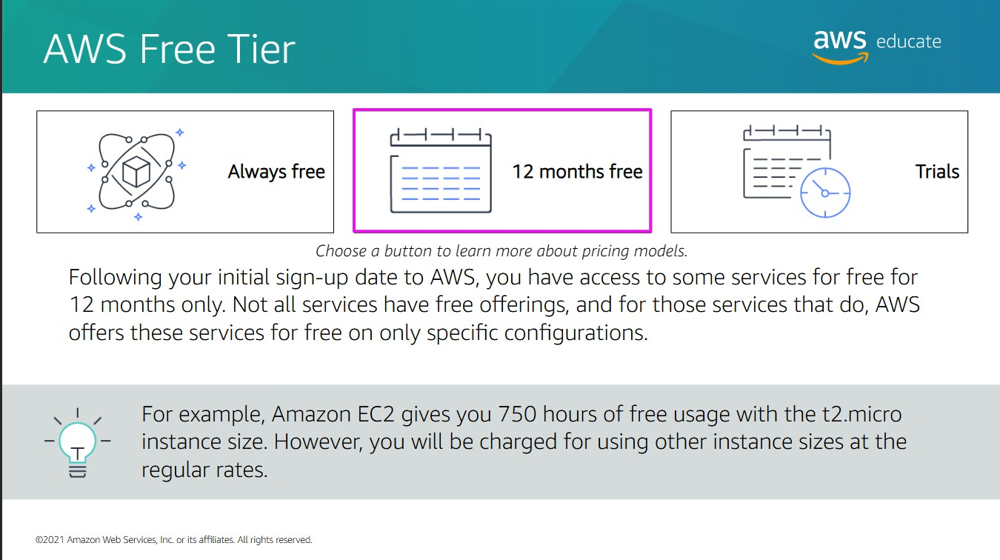 AWS Free Tier
aws educate
Always free
12 months free
Trials
Choose a button to learn more about pricing models.
Following your initial sign-up date to AWS, you have access to some services for free for
12 months only. Not all services have free offerings, and for those services that do, AWS
offers these services for free on only specific configurations.
For example, Amazon EC2 gives you 750 hours of free usage with the t2.micro
instance size. However, you will be charged for using other instance sizes at the
regular rates.
©2021 Amazon Web Services, Inc. or its affiliates. All rights reserved.